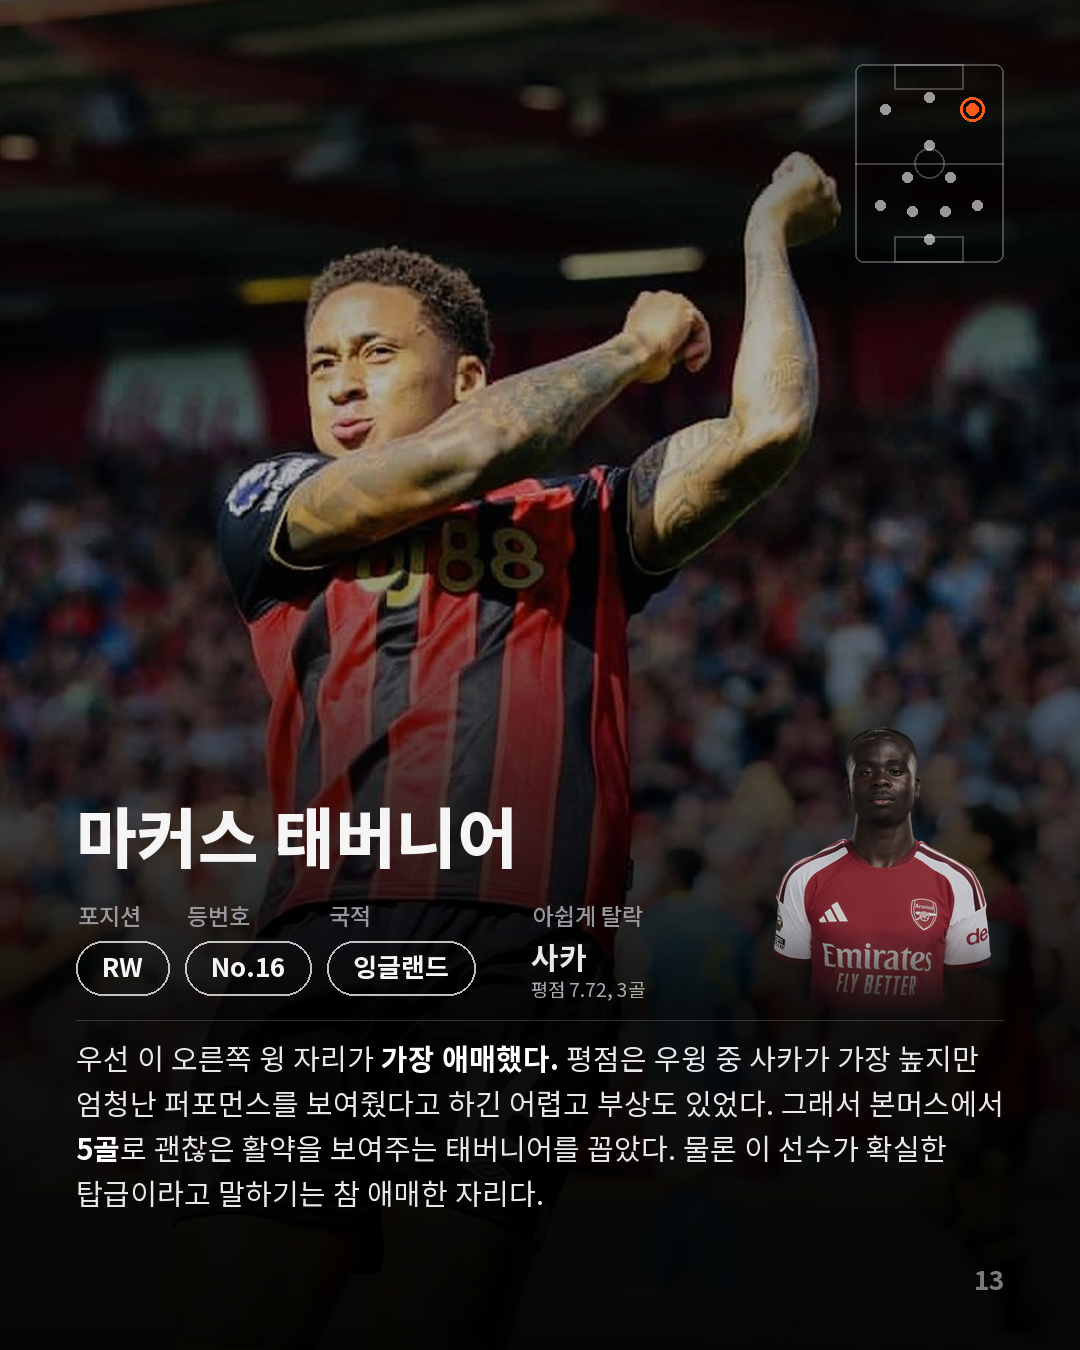 bj88
마커스 태버니어
포지션 등번호 국적 아쉽게 탈락
RW No.16 잉글랜드 사카
평점 7.72, 3골
Arsenal
de
Emirates
FLY BETTER
우선 이 오른쪽 윙 자리가 가장 애매했다. 평점은 우윙 중 사카가 가장 높지만
엄청난 퍼포먼스를 보여줬다고 하긴 어렵고 부상도 있었다. 그래서 본머스에서
5골로 괜찮은 활약을 보여주는 태버니어를 꼽았다. 물론 이 선수가 확실한
탑급이라고 말하기는 참 애매한 자리다.
13